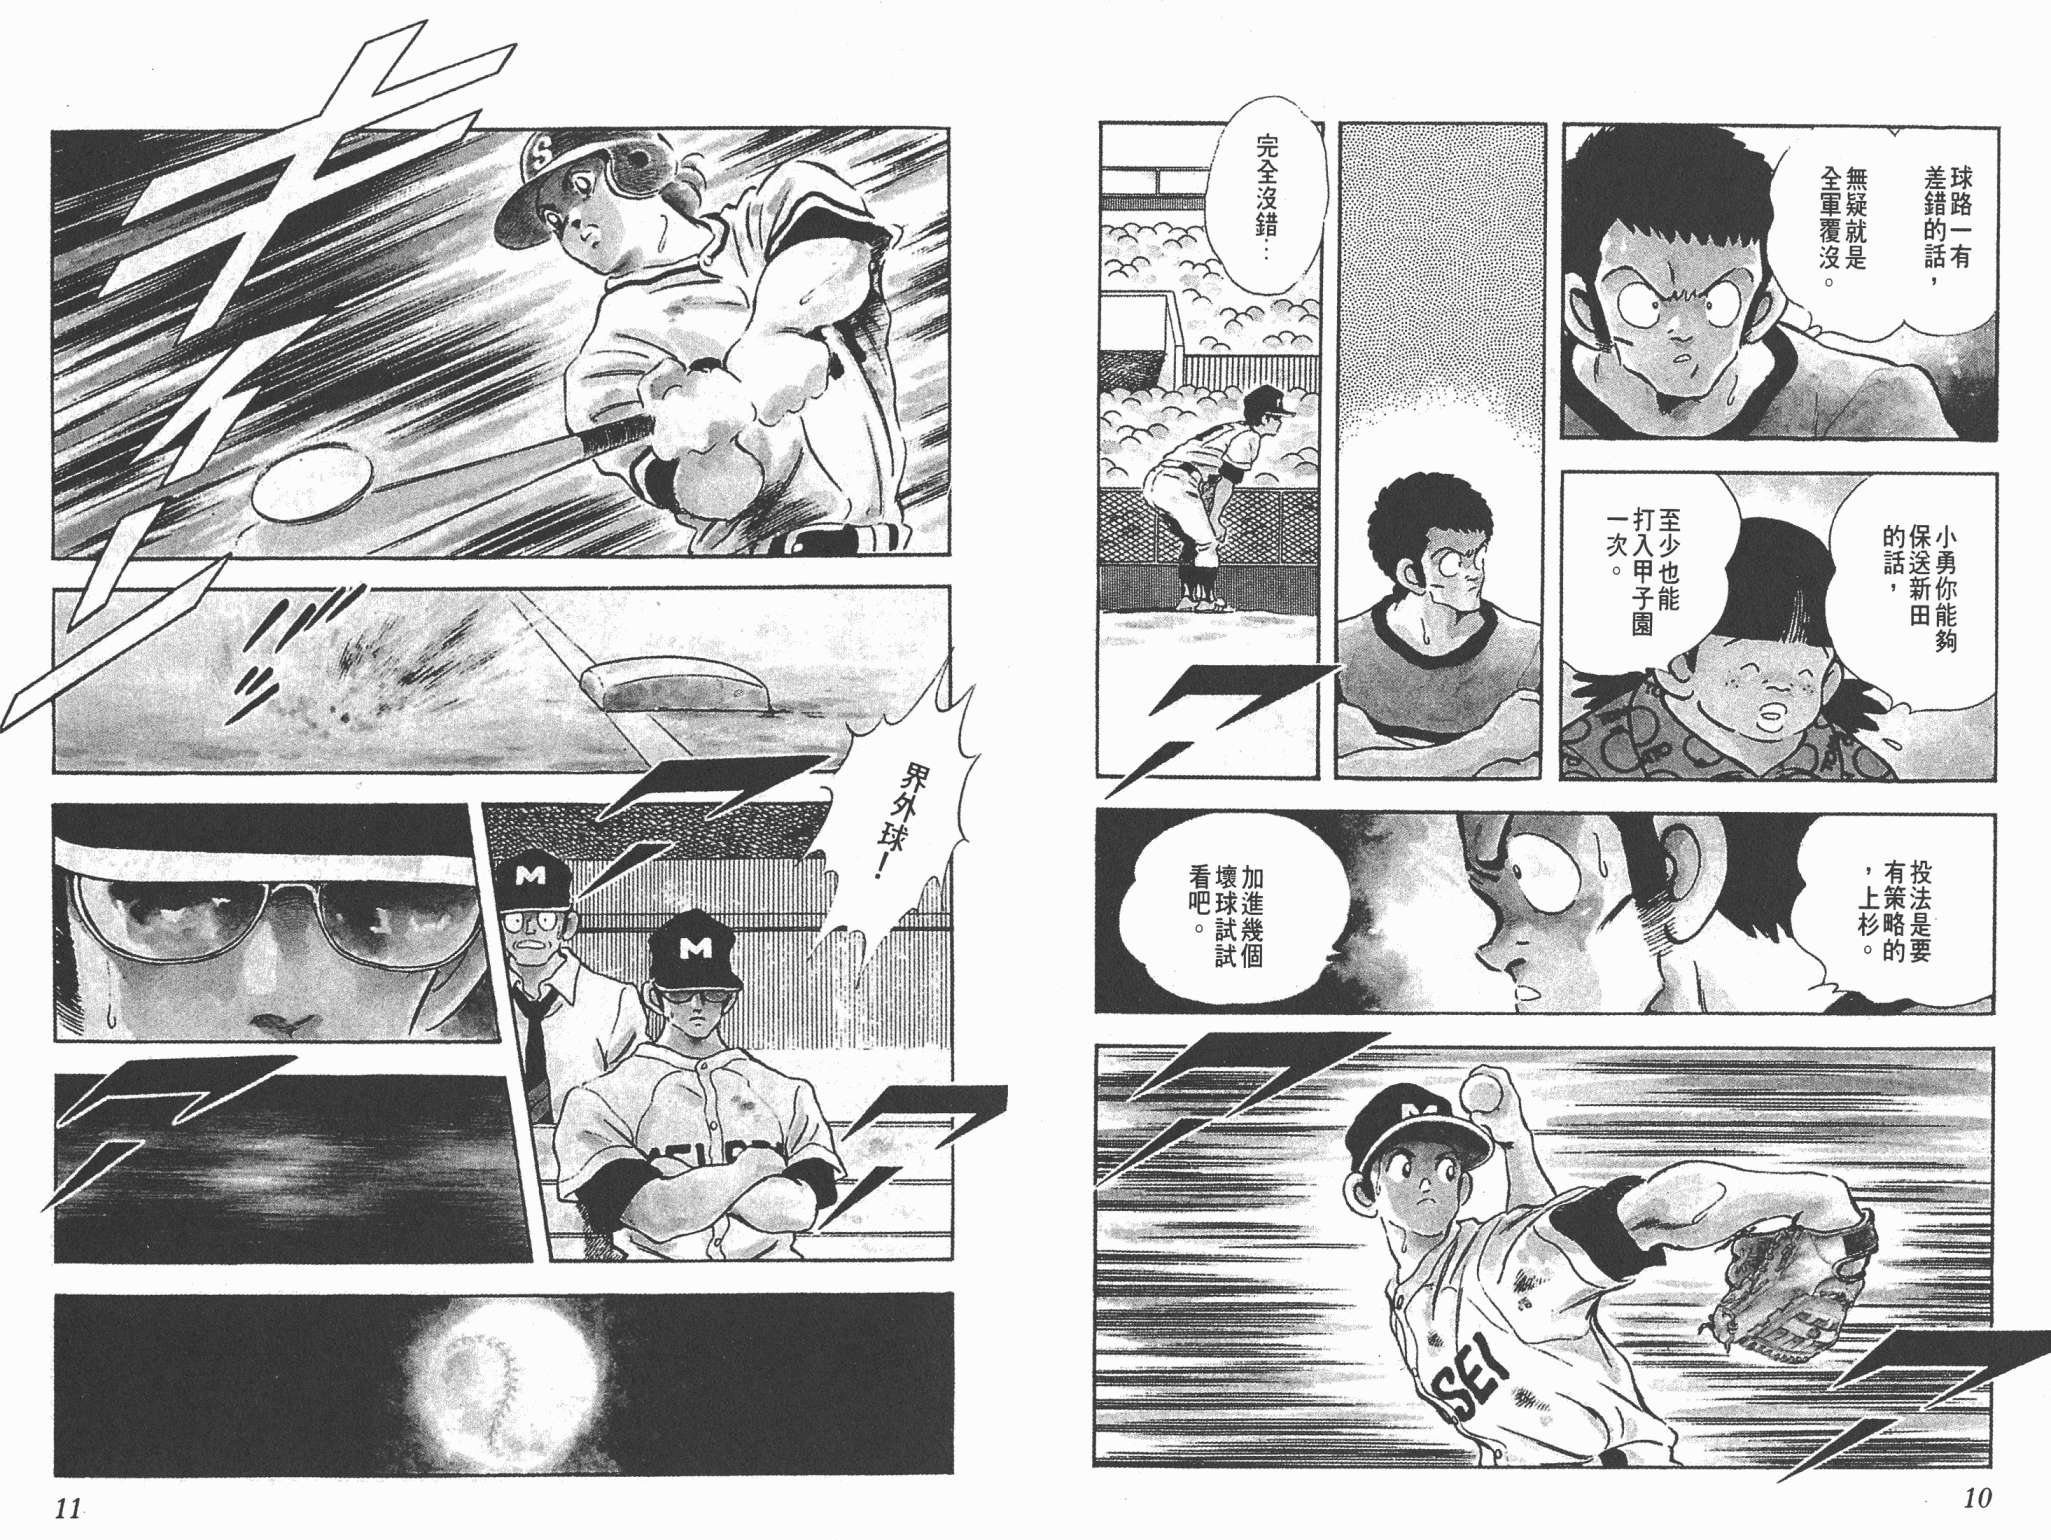 球路一有
差錯的話，
無疑就是
全軍覆沒。
小勇你能夠
保送新田
的話，
至少也能
打入甲子園
一次。
完全沒錯…
投法是要
有策略的
，上杉。
加進幾個
壞球試試
看吧。
M
SEI
10
S
界外球！
M
M
MEISEI
11